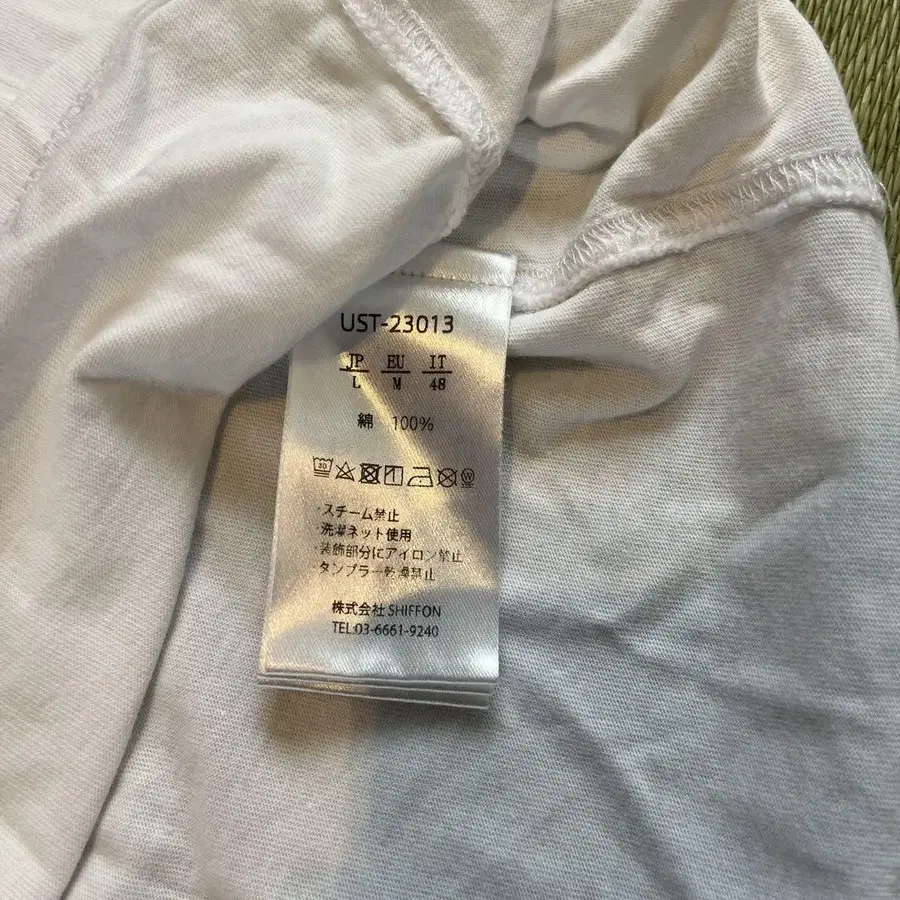 UST-23013
JP EU IT
L M 48
綿 100%
30 W
・スチーム禁止
・洗濯ネット使用
・装飾部分にアイロン禁止
・タンブラー乾燥禁止
株式会社 SHIFFON
TEL:03-6661-9240